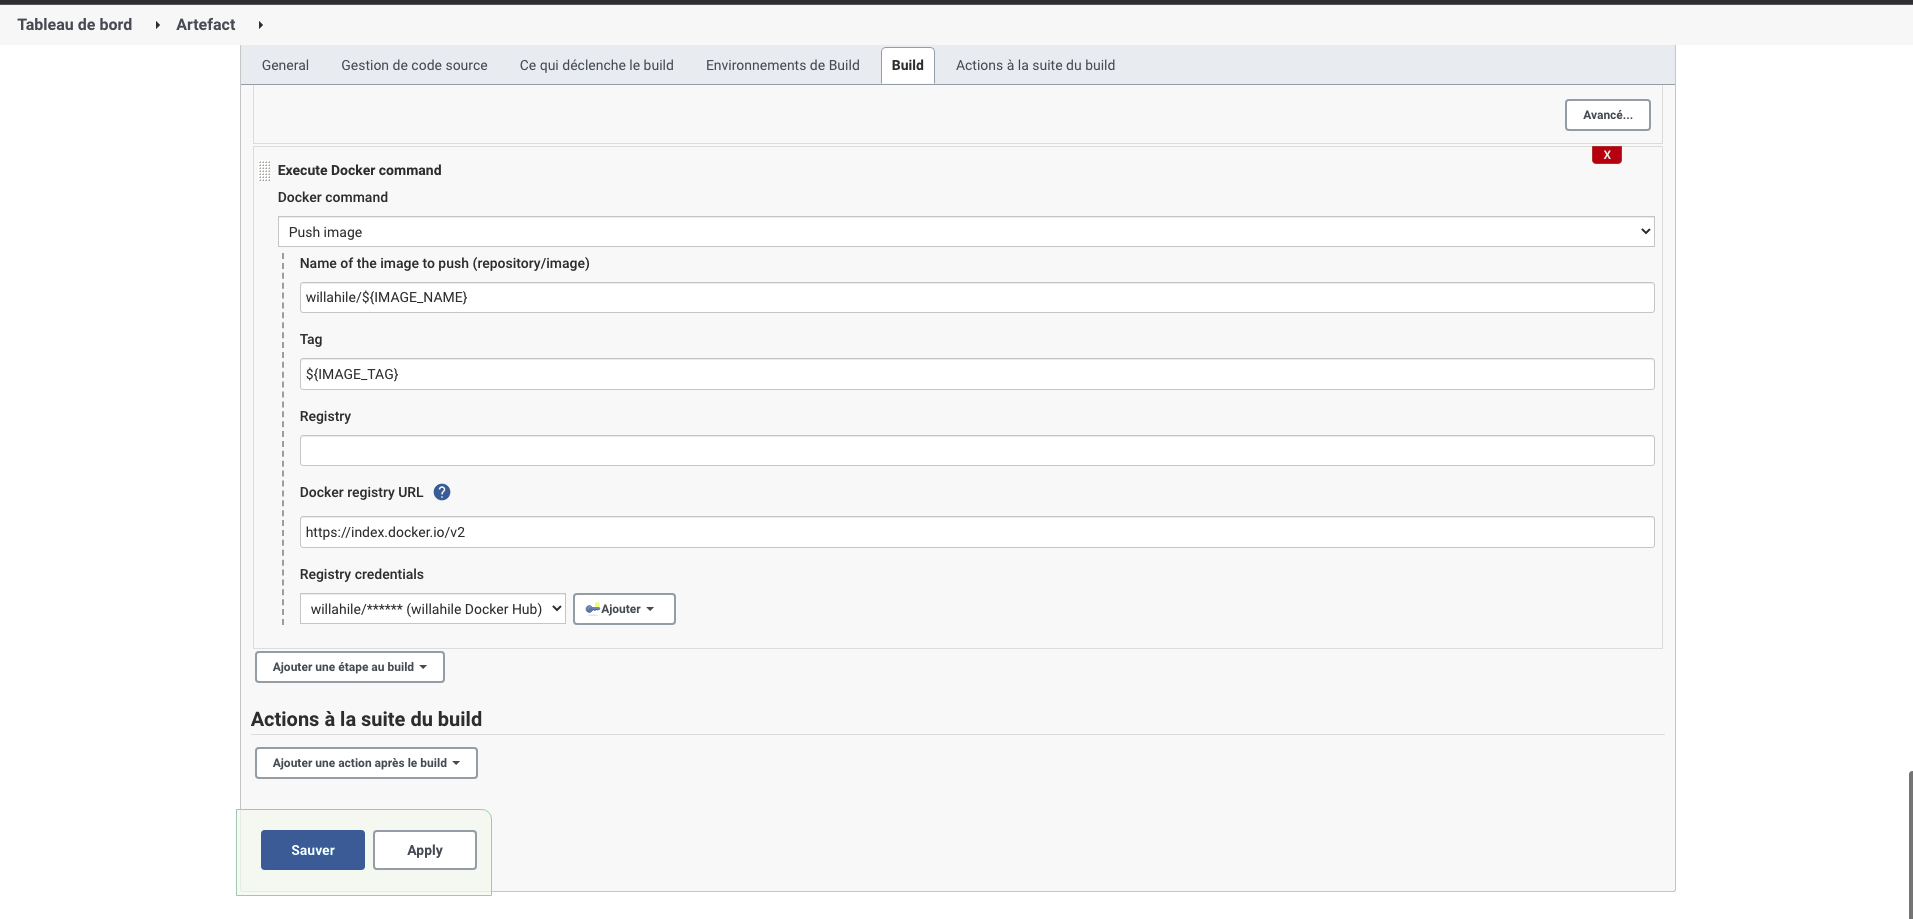 Tableau de bord
Artefact
General
Gestion de code source
Ce qui déclenche le build
Environnements de Build
Build
Actions à la suite du build
Avancé...
X
Execute Docker command
Docker command
Push image
Name of the image to push (repository/image)
willahile/${IMAGE_NAME}
Tag
${IMAGE_TAG}
Registry
Docker registry URL ?
https://index.docker.io/v2
Registry credentials
willahile/****** (willahile Docker Hub)
Ajouter
Ajouter une étape au build
Actions à la suite du build
Ajouter une action après le build
Sauver
Apply